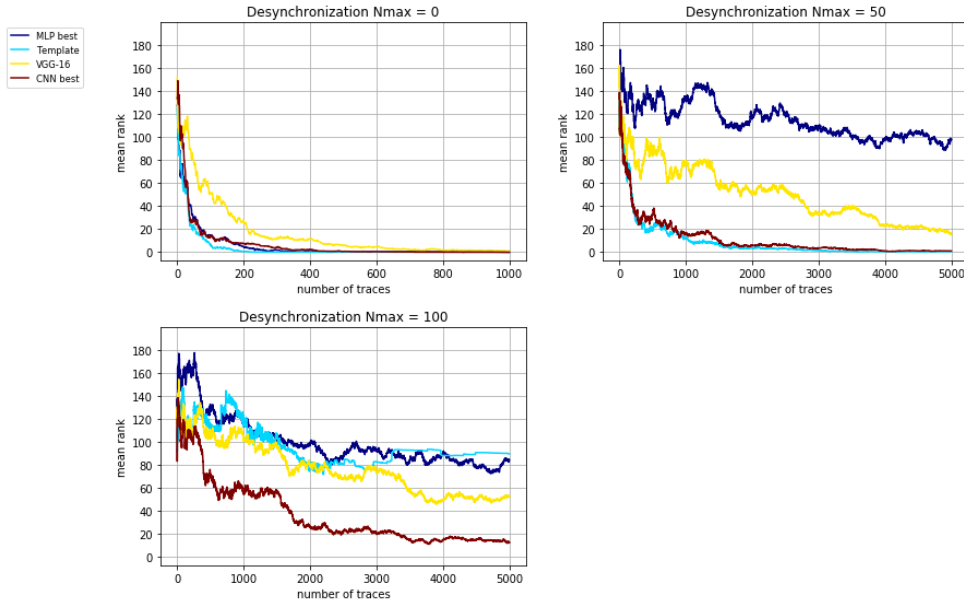 MLP best
Template
VGG-16
CNN best
Desynchronization Nmax = 0
180
160
140
120
100
80
60
40
20
0
mean rank
0 200 400 600 800 1000
number of traces
Desynchronization Nmax = 50
180
160
140
120
100
80
60
40
20
0
mean rank
0 1000 2000 3000 4000 5000
number of traces
Desynchronization Nmax = 100
180
160
140
120
100
80
60
40
20
0
mean rank
0 1000 2000 3000 4000 5000
number of traces